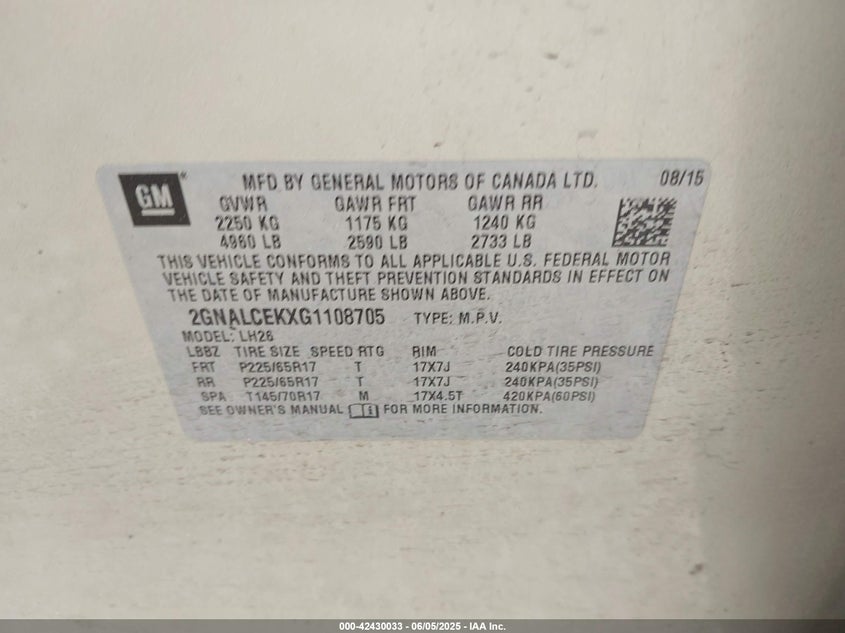 GM
MFD BY GENERAL MOTORS OF CANADA LTD. 08/15
GVWR GAWR FRT GAWR RR
2250 KG 1175 KG 1240 KG
4960 LB 2590 LB 2733 LB
THIS VEHICLE CONFORMS TO ALL APPLICABLE U.S. FEDERAL MOTOR
VEHICLE SAFETY AND THEFT PREVENTION STANDARDS IN EFFECT ON
THE DATE OF MANUFACTURE SHOWN ABOVE.
2GNALCEKXG1108705 TYPE: M.P.V.
MODEL: LH26
LBBZ TIRE SIZE SPEED RTG RIM COLD TIRE PRESSURE
FRT P225/65R17 T 17X7J 240KPA(35PSI)
RR P225/65R17 T 17X7J 240KPA(35PSI)
SPA T145/70R17 M 17X4.5T 420KPA(60PSI)
SEE OWNER'S MANUAL FOR MORE INFORMATION.
000-42430033 - 06/05/2025 - IAA Inc.